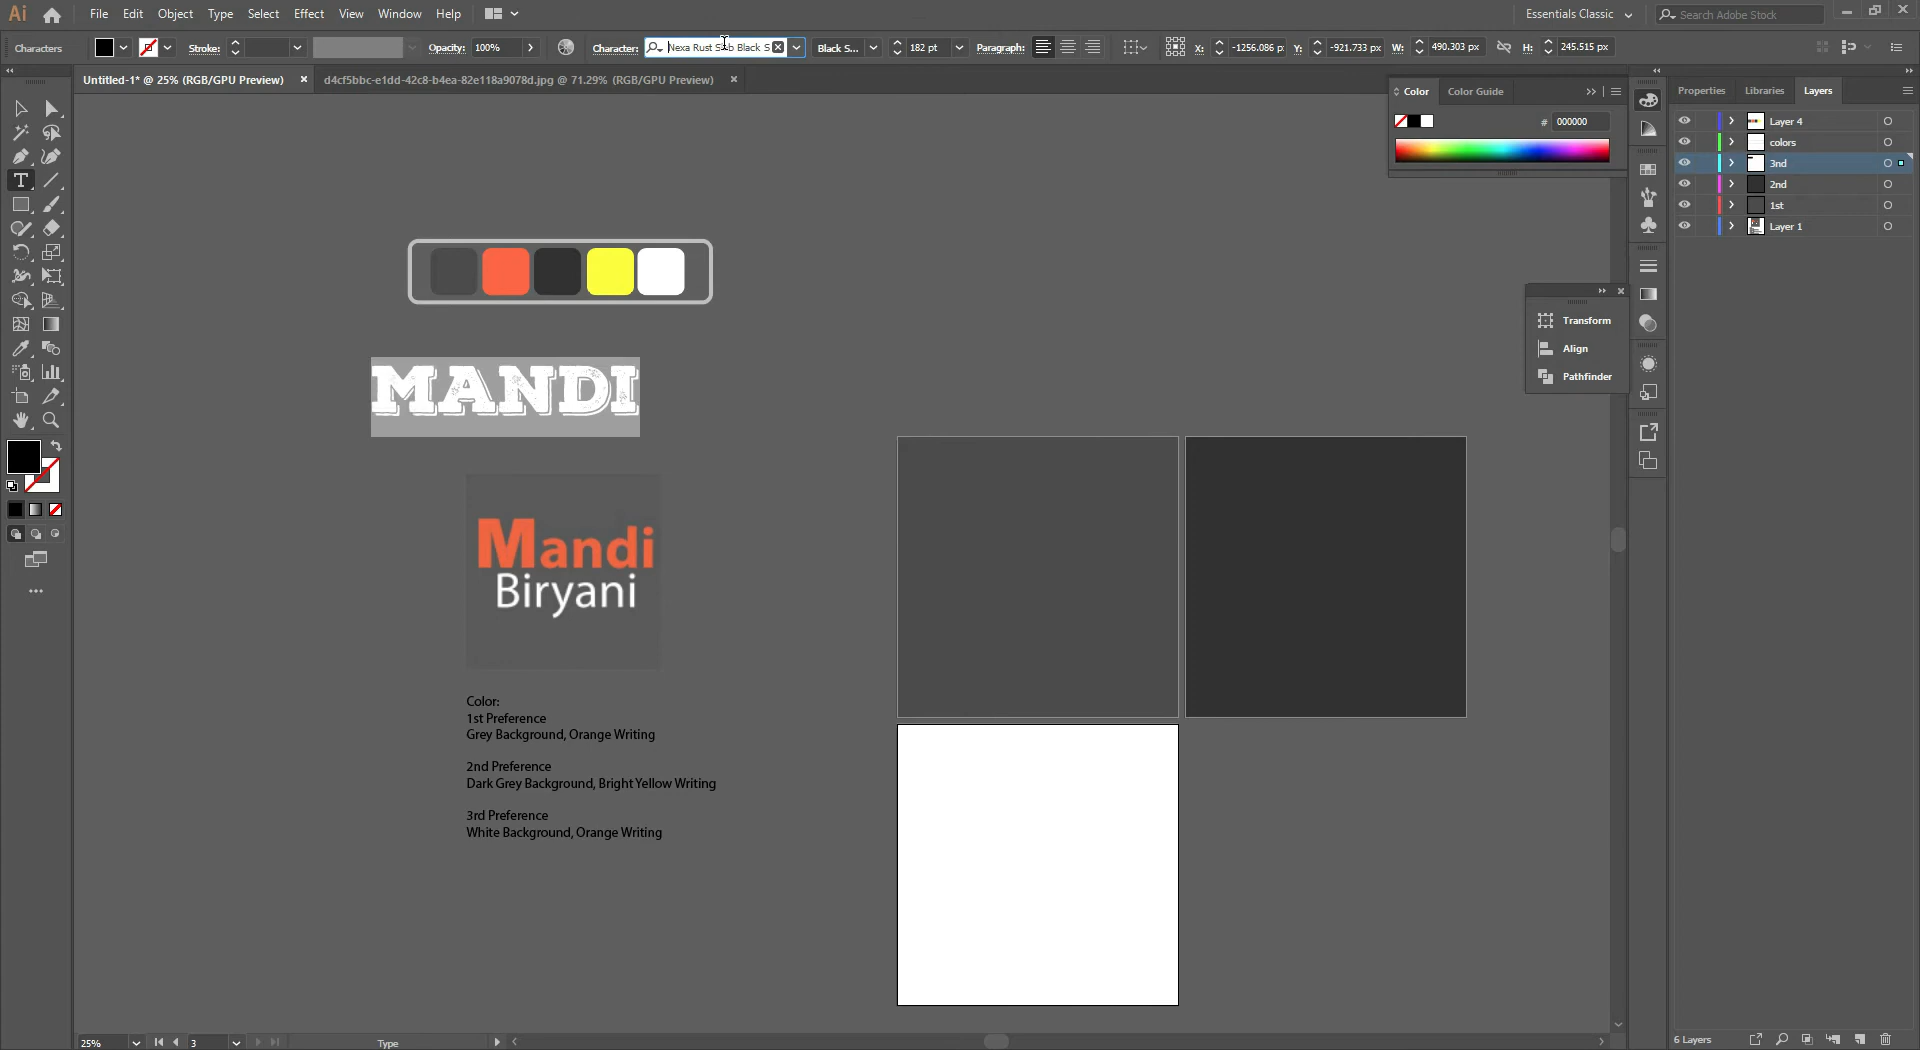 Ai File Edit Object Type Select Effect View Window Help Essentials Classic Search Adobe Stock
Characters Stroke: Opacity: 100% Character: Nexa Rust Black S Black S... 182 pt Paragraph: X: -1256.086 p Y: -921.733 px W: 490.303 px H: 245.515 px
Untitled-1* @ 25% (RGB/GPU Preview) × d4cf5bbc-e1dd-42c8-b4ea-82e118a9078d.jpg @ 71.29% (RGB/GPU Preview) ×
Color Color Guide
# 000000
Properties Libraries Layers
Layer 4
colors
3nd
2nd
1st
Layer 1
Transform
Align
Pathfinder
MANDI
Mandi
Biryani
Color:
1st Preference
Grey Background, Orange Writing
2nd Preference
Dark Grey Background, Bright Yellow Writing
3rd Preference
White Background, Orange Writing
25% 3 Type
6 Layers